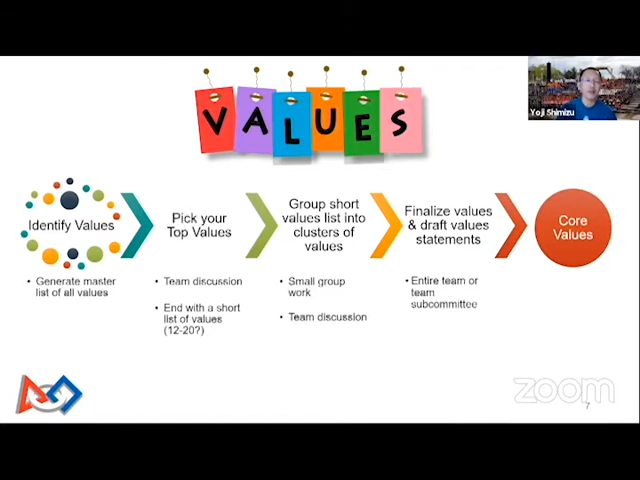 VALUES
Yoji Shimizu
Identify Values
Pick your
Top Values
Group short
values list into
clusters of
values
Finalize values
& draft values
statements
Core
Values
• Generate master
list of all values
• Team discussion
• End with a short
list of values
(12-20?)
• Small group
work
• Team discussion
• Entire team or
team
subcommittee
zoom
7